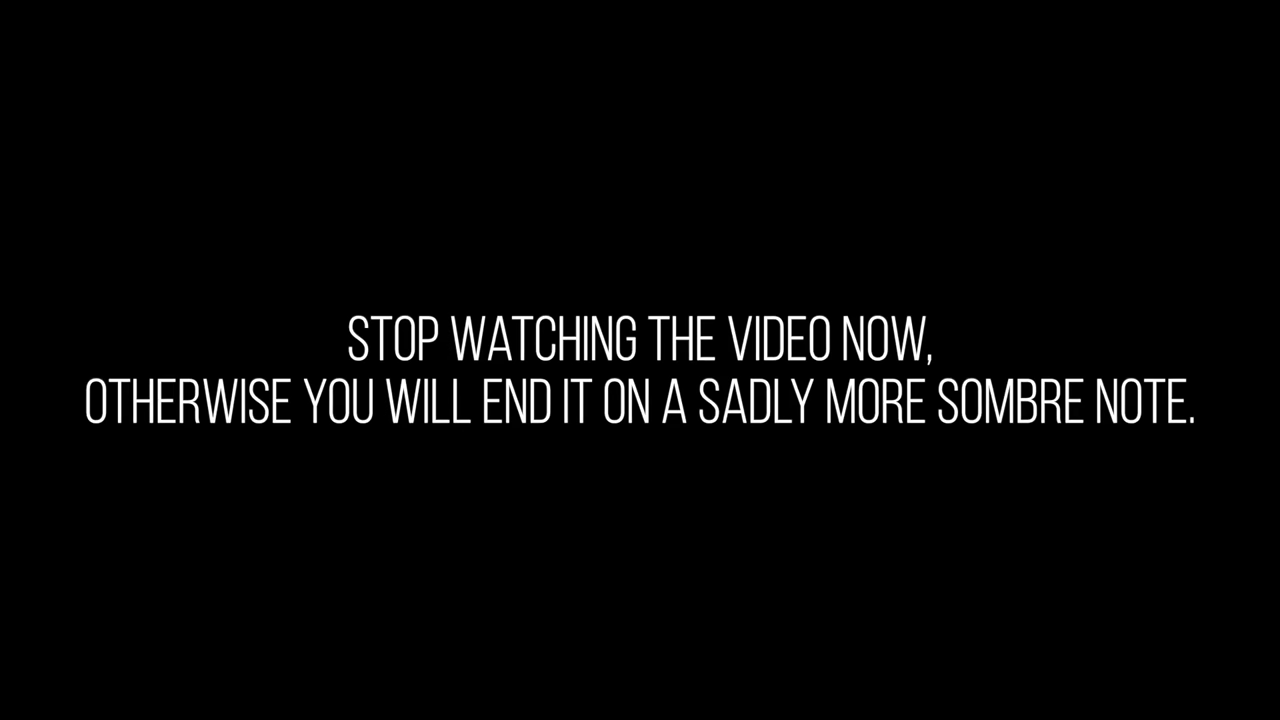 STOP WATCHING THE VIDEO NOW,
OTHERWISE YOU WILL END IT ON A SADLY MORE SOMBRE NOTE.